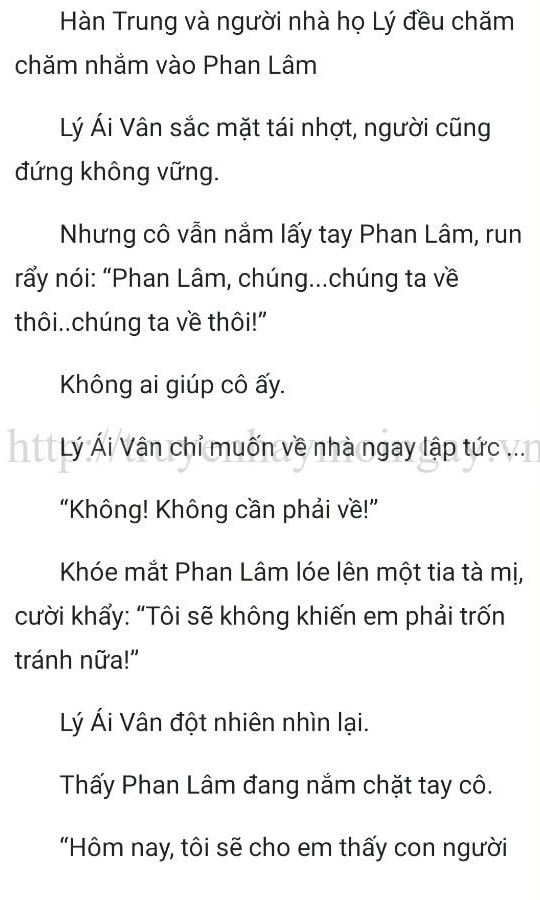 Hàn Trung và người nhà họ Lý đều chăm
chăm nhắm vào Phan Lâm
Lý Ái Vân sắc mặt tái nhợt, người cũng
đứng không vững.
Nhưng cô vẫn nắm lấy tay Phan Lâm, run
rẩy nói: “Phan Lâm, chúng...chúng ta về
thôi..chúng ta về thôi!”
Không ai giúp cô ấy.
http://truyenhaymoingay.vn
Lý Ái Vân chỉ muốn về nhà ngay lập tức ...
“Không! Không cần phải về!”
Khóe mắt Phan Lâm lóe lên một tia tà mị,
cười khẩy: “Tôi sẽ không khiến em phải trốn
tránh nữa!”
Lý Ái Vân đột nhiên nhìn lại.
Thấy Phan Lâm đang nắm chặt tay cô.
“Hôm nay, tôi sẽ cho em thấy con người